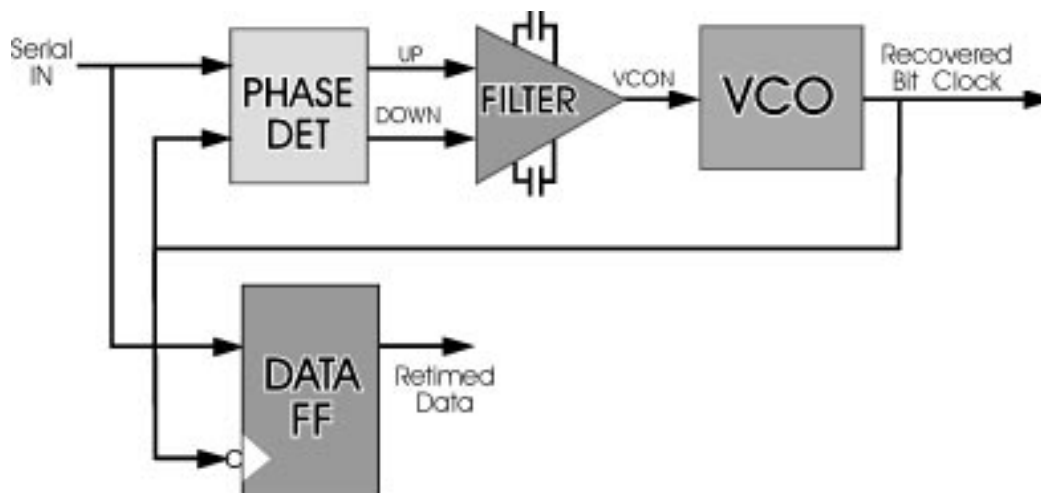 Serial
IN
PHASE
DET
UP
DOWN
FILTER
VCON
VCO
Recovered
Bit Clock
DATA
FF
Retimed
Data